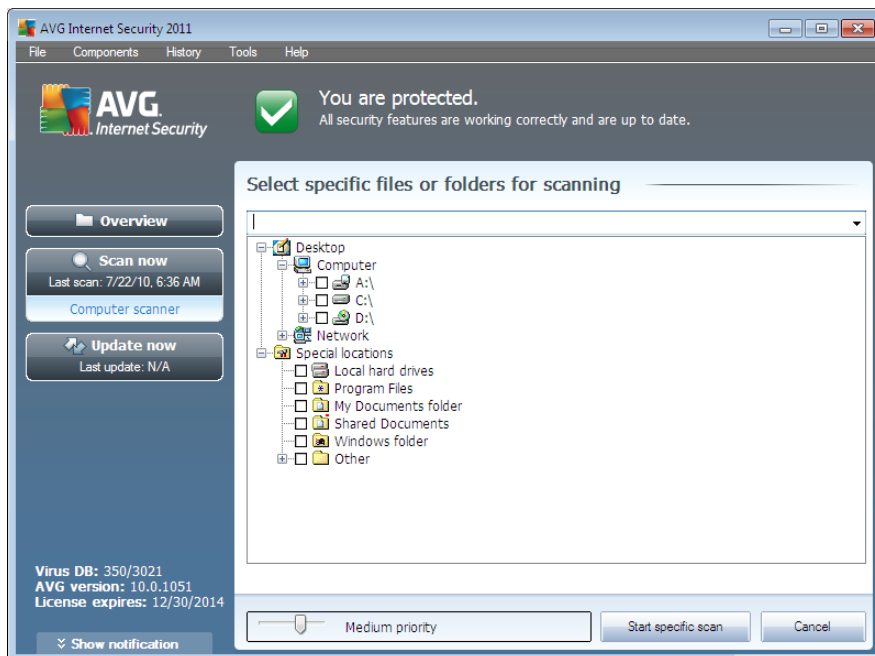 AVG Internet Security 2011
File Components History Tools Help
AVG.
Internet Security
You are protected.
All security features are working correctly and are up to date.
Select specific files or folders for scanning
Overview
Scan now
Last scan: 7/22/10, 6:36 AM
Computer scanner
Update now
Last update: N/A
Desktop
Computer
A:\
C:\
D:\
Network
Special locations
Local hard drives
Program Files
My Documents folder
Shared Documents
Windows folder
Other
Virus DB: 350/3021
AVG version: 10.0.1051
License expires: 12/30/2014
Show notification
Medium priority
Start specific scan
Cancel